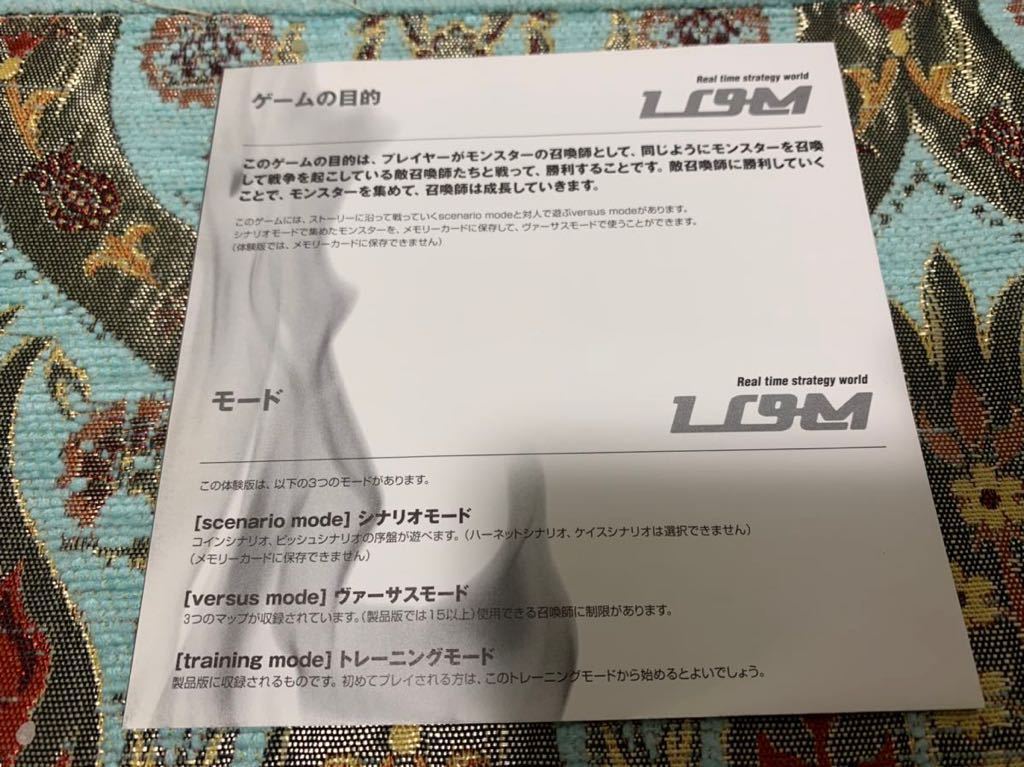 ゲームの目的
Real time strategy world
このゲームの目的は、プレイヤーがモンスターの召喚師として、同じようにモンスターを召喚
して戦争を起こしている敵召喚師たちと戦って、勝利することです。敵召喚師に勝利していく
ことで、モンスターを集めて、召喚師は成長していきます。
このゲームには、ストーリーに沿って戦っていくscenario modeと対人で遊ぶversus modeがあります。
シナリオモードで集めたモンスターを、メモリーカードに保存して、ヴァーサスモードで使うことができます。
(体験版では、メモリーカードに保存できません)
モード
Real time strategy world
この体験版は、以下の3つのモードがあります。
[scenario mode] シナリオモード
コインシナリオ、ビッシュシナリオの序盤が遊べます。(ハーネットシナリオ、ケイスシナリオは選択できません)
(メモリーカードに保存できません)
[versus mode] ヴァーサスモード
3つのマップが収録されています。(製品版では15以上)使用できる召喚師に制限があります。
[training mode] トレーニングモード
製品版に収録されるものです。初めてプレイされる方は、このトレーニングモードから始めるとよいでしょう。